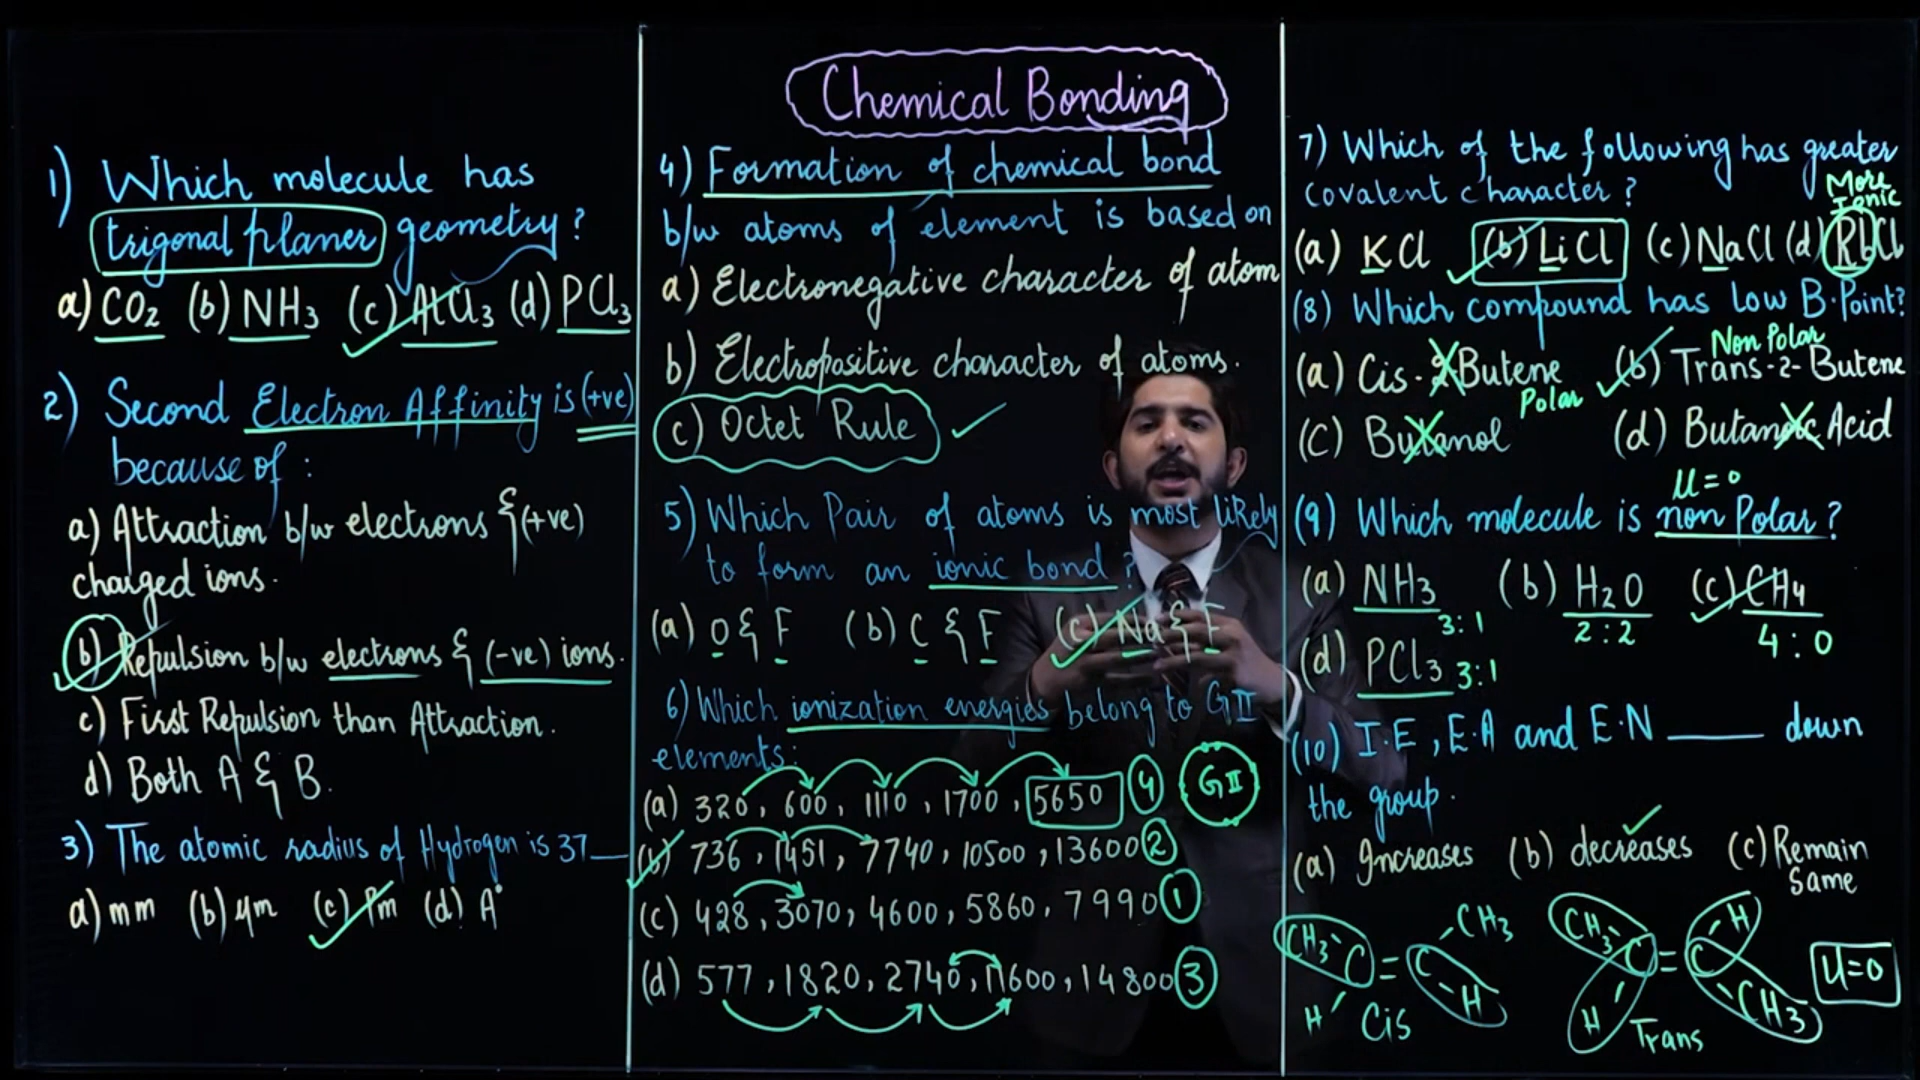 Chemical Bonding
1) Which molecule has
trigonal planer geometry?
a) CO2 (b) NH3 (c) AlCl3 (d) PCl3
2) Second Electron Affinity is (+ve)
because of :
a) Attraction b/w electrons & (+ve)
charged ions.
b) Repulsion b/w electrons & (-ve) ions.
c) First Repulsion than Attraction.
d) Both A & B.
3) The atomic radius of Hydrogen is 37__
a) mm (b) µm (c) Pm (d) A°
4) Formation of chemical bond
b/w atoms of element is based on
a) Electronegative character of atom
b) Electropositive character of atoms.
c) Octet Rule
5) Which Pair of atoms is most likely
to form an ionic bond?
(a) O & F (b) C & F (c) Na & F
6) Which ionization energies belong to G II
elements:
(a) 320, 600, 1110, 1700, 5650 4 G II
(b) 736, 1451, 7740, 10500, 13600 2
(c) 428, 3070, 4600, 5860, 7990 1
(d) 577, 1820, 2740, 11600, 14800 3
7) Which of the following has greater
covalent character?
More
Ionic
(a) KCl (b) LiCl (c) NaCl (d) RbCl
(8) Which compound has low B.Point?
Non Polar
(a) Cis-2-Butene (b) Trans-2-Butene
Polar
(C) Butanol (d) Butanoic Acid
µ=0
(9) Which molecule is non Polar?
(a) NH3 (b) H2O (c) CH4
3:1 2:2 4:0
(d) PCl3 3:1
(10) I.E, E.A and E.N ____ down
the group.
(a) Increases (b) decreases (c) Remain
Same
CH3 C = C CH3 H H Cis
CH3 C = C H H CH3 Trans
µ=0